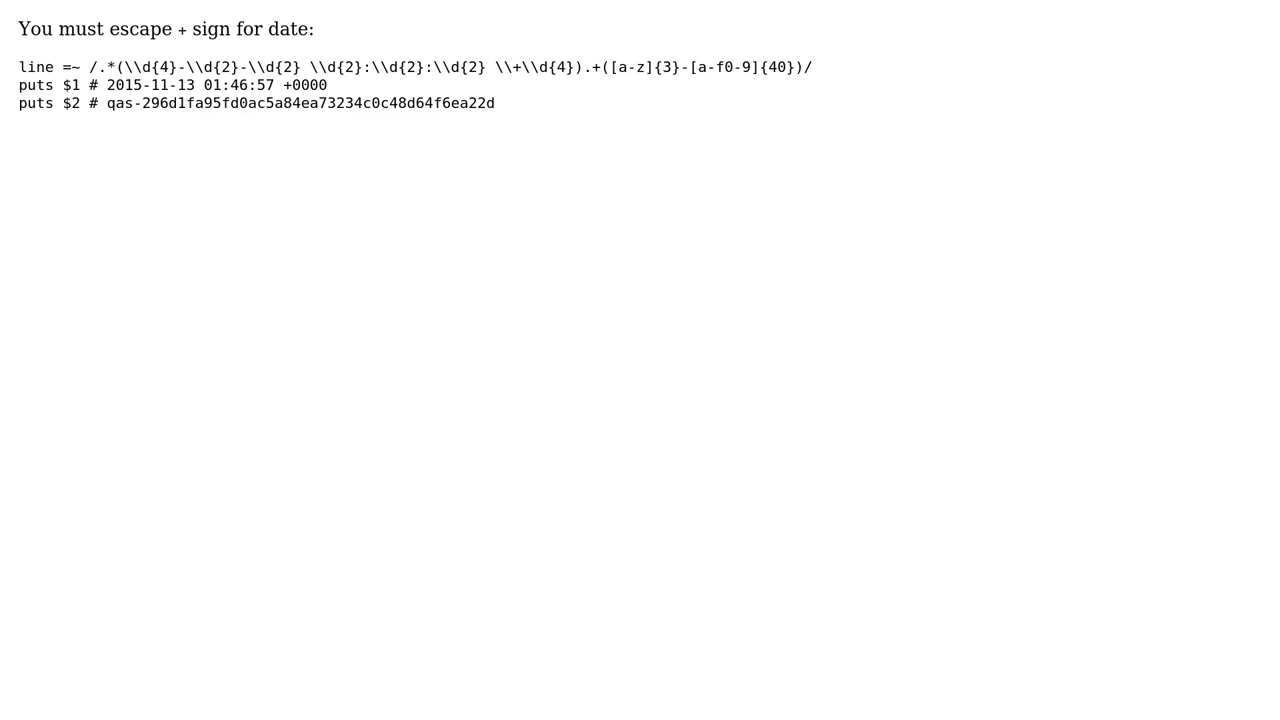 You must escape + sign for date:
line =~ /.*(\\d{4}-\\d{2}-\\d{2} \\d{2}:\\d{2}:\\d{2} \\+\\d{4}).+([a-z]{3}-[a-f0-9]{40})/
puts $1 # 2015-11-13 01:46:57 +0000
puts $2 # qas-296d1fa95fd0ac5a84ea73234c0c48d64f6ea22d